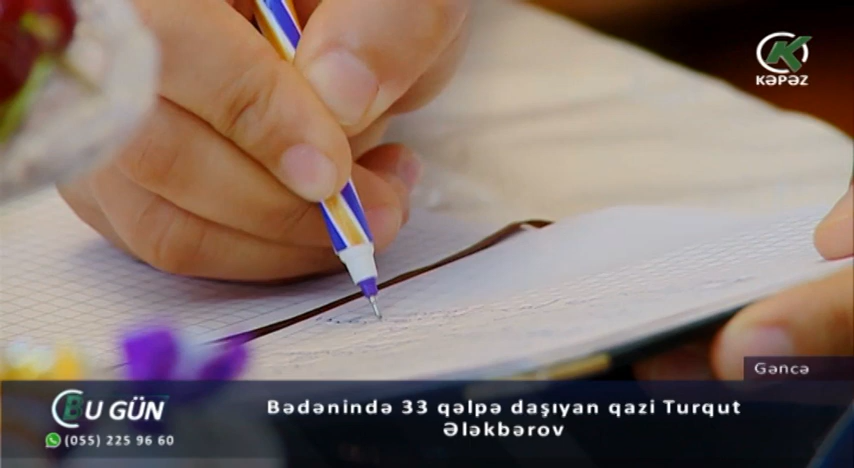 KƏPƏZ
Gəncə
BU GÜN
(055) 225 96 60
Bədənində 33 qəlpə daşıyan qazi Turqut
Ələkbərov